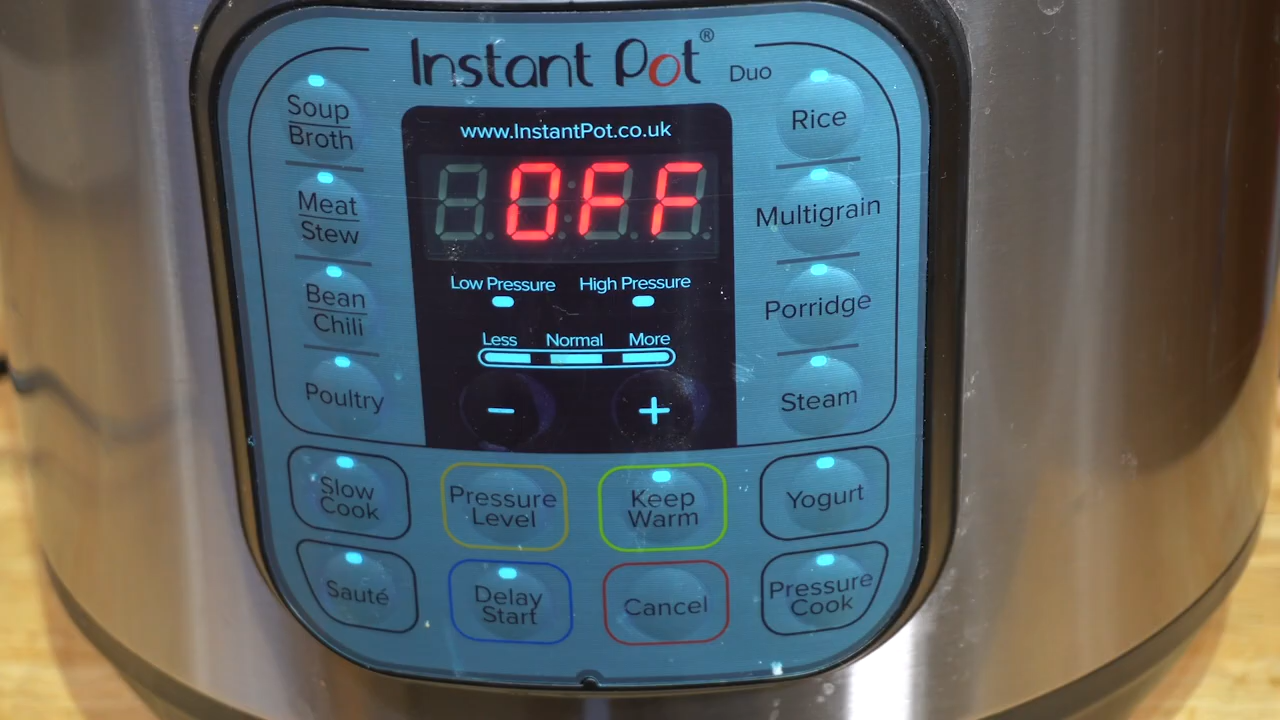 Instant Pot® Duo
Soup
Broth
Meat
Stew
Bean
Chili
Poultry
www.InstantPot.co.uk
OFF
Low Pressure High Pressure
Less Normal More
− +
Rice
Multigrain
Porridge
Steam
Slow
Cook
Pressure
Level
Keep
Warm
Yogurt
Sauté
Delay
Start
Cancel
Pressure
Cook